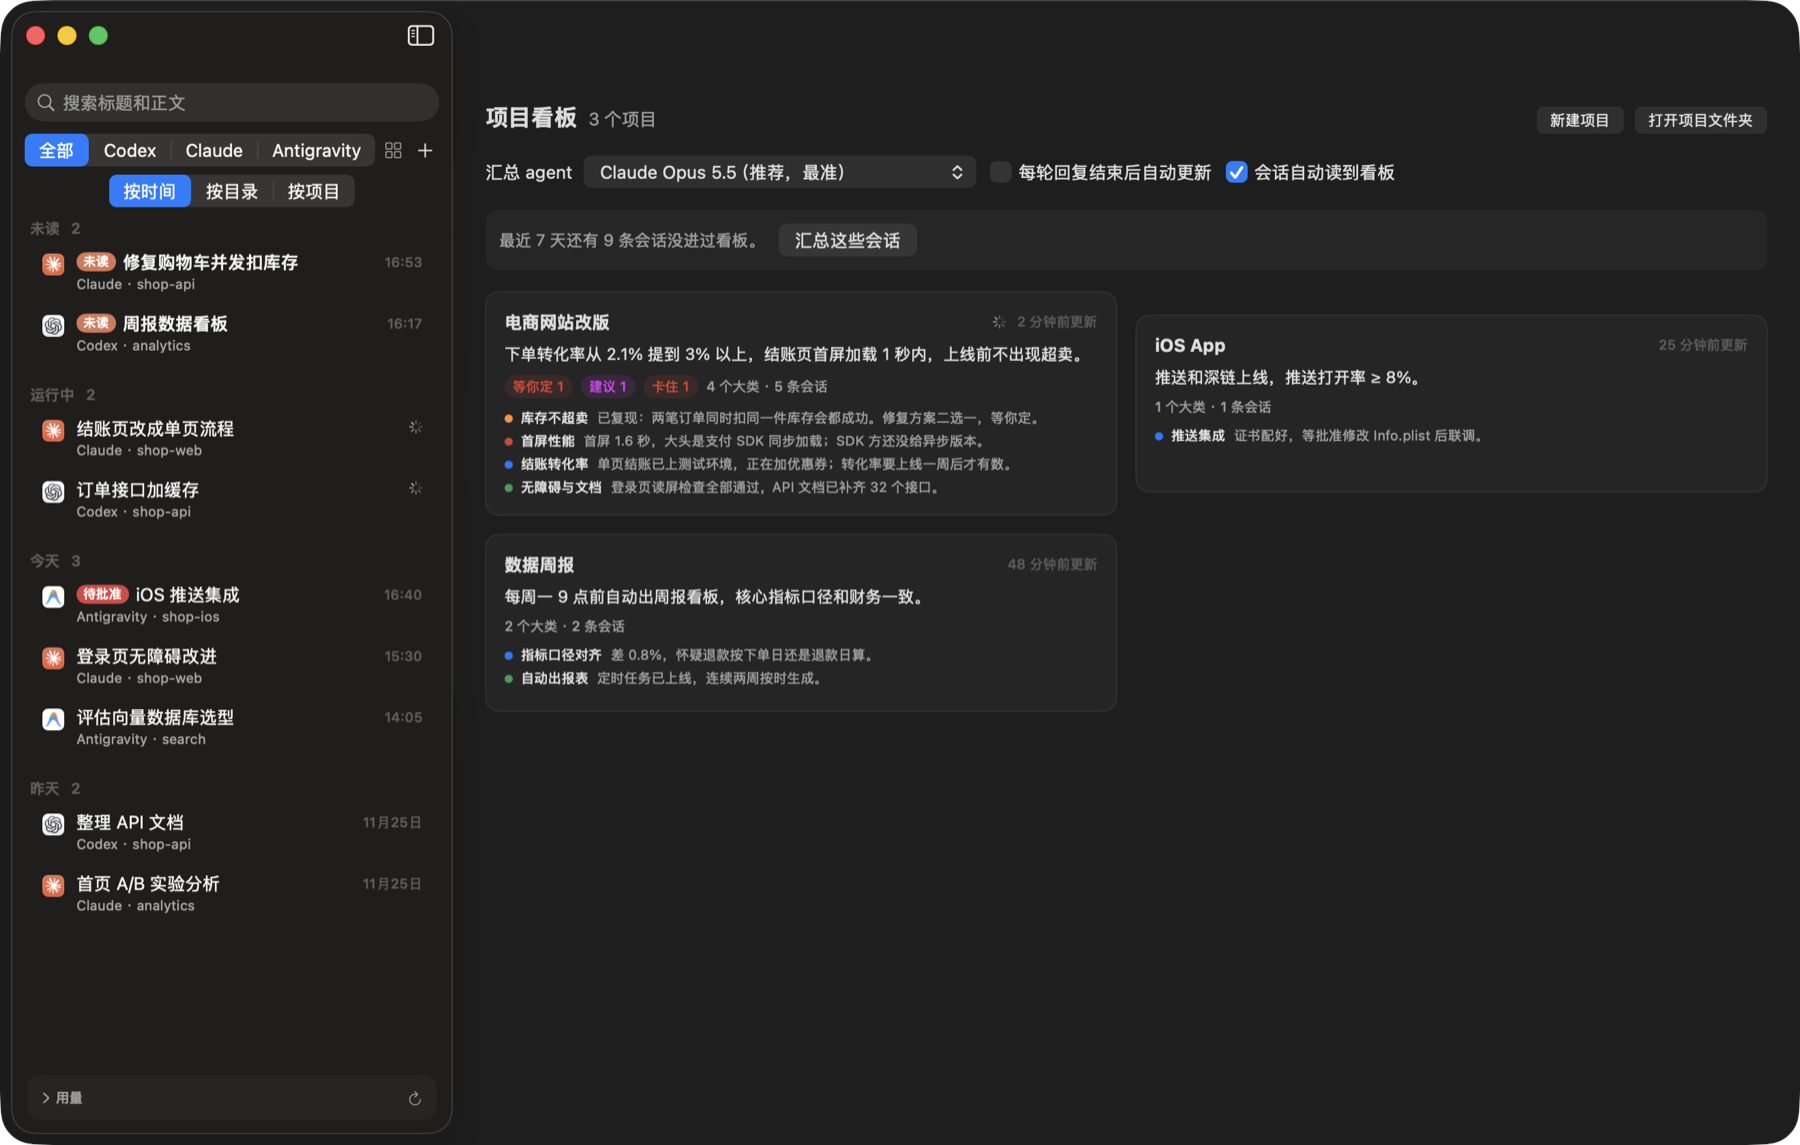 搜索标题和正文
全部 Codex Claude Antigravity
按时间 按目录 按项目
未读 2
未读 修复购物车并发扣库存 16:53
Claude · shop-api
未读 周报数据看板 16:17
Codex · analytics
运行中 2
结账页改成单页流程
Claude · shop-web
订单接口加缓存
Codex · shop-api
今天 3
待批准 iOS 推送集成 16:40
Antigravity · shop-ios
登录页无障碍改进 15:30
Claude · shop-web
评估向量数据库选型 14:05
Antigravity · search
昨天 2
整理 API 文档 11月25日
Codex · shop-api
首页 A/B 实验分析 11月25日
Claude · analytics
用量
项目看板 3 个项目
新建项目 打开项目文件夹
汇总 agent Claude Opus 5.5 (推荐，最准) 每轮回复结束后自动更新 会话自动读到看板
最近 7 天还有 9 条会话没进过看板。 汇总这些会话
电商网站改版 2 分钟前更新
下单转化率从 2.1% 提到 3% 以上，结账页首屏加载 1 秒内，上线前不出现超卖。
等你定 1 建议 1 卡住 1 4 个大类 · 5 条会话
库存不超卖 已复现：两笔订单同时扣同一件库存会都成功。修复方案二选一，等你定。
首屏性能 首屏 1.6 秒，大头是支付 SDK 同步加载；SDK 方还没给异步版本。
结账转化率 单页结账已上测试环境，正在加优惠券；转化率要上线一周后才有数。
无障碍与文档 登录页读屏检查全部通过，API 文档已补齐 32 个接口。
iOS App 25 分钟前更新
推送和深链上线，推送打开率 ≥ 8%。
1 个大类 · 1 条会话
推送集成 证书配好，等批准修改 Info.plist 后联调。
数据周报 48 分钟前更新
每周一 9 点前自动出周报看板，核心指标口径和财务一致。
2 个大类 · 2 条会话
指标口径对齐 差 0.8%，怀疑退款按下单日还是退款日算。
自动出报表 定时任务已上线，连续两周按时生成。